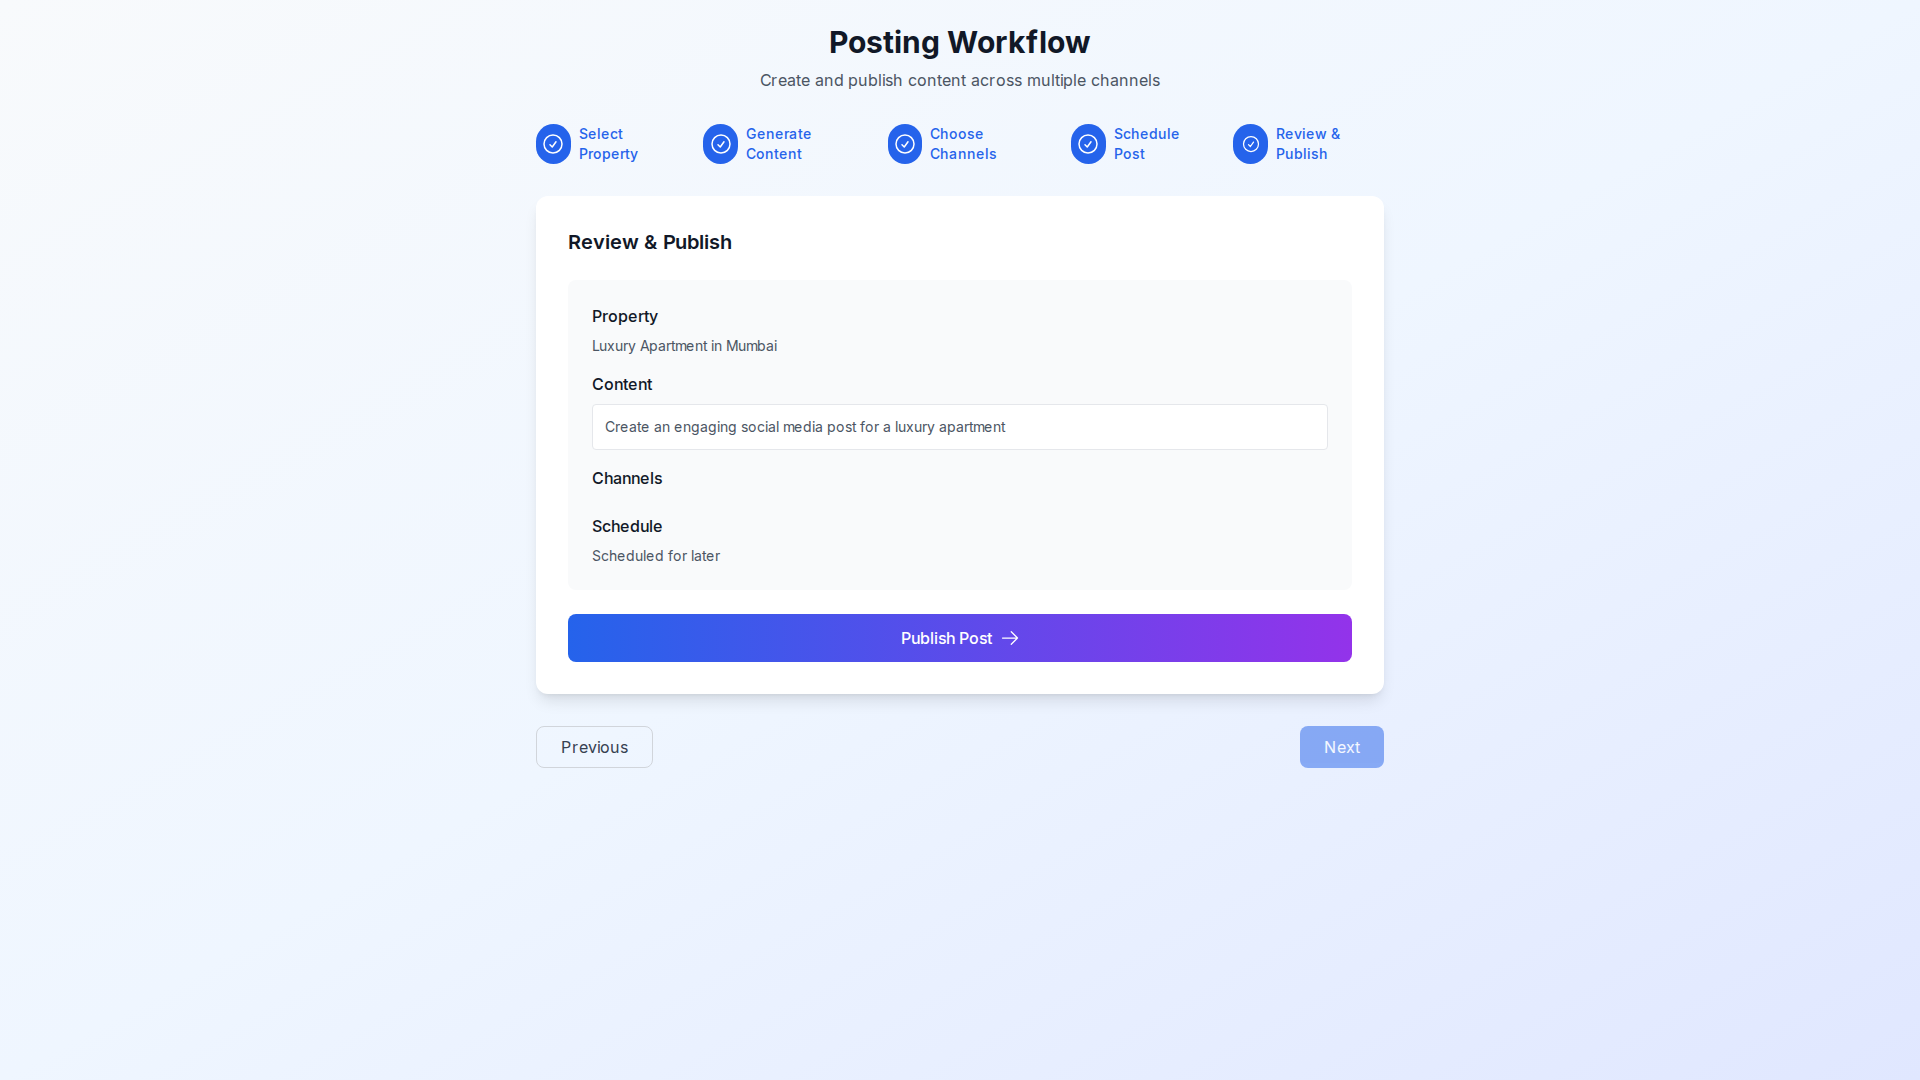 Posting Workflow
Create and publish content across multiple channels
Select
Property
Generate
Content
Choose
Channels
Schedule
Post
Review &
Publish
Review & Publish
Property
Luxury Apartment in Mumbai
Content
Create an engaging social media post for a luxury apartment
Channels
Schedule
Scheduled for later
Publish Post
Previous
Next